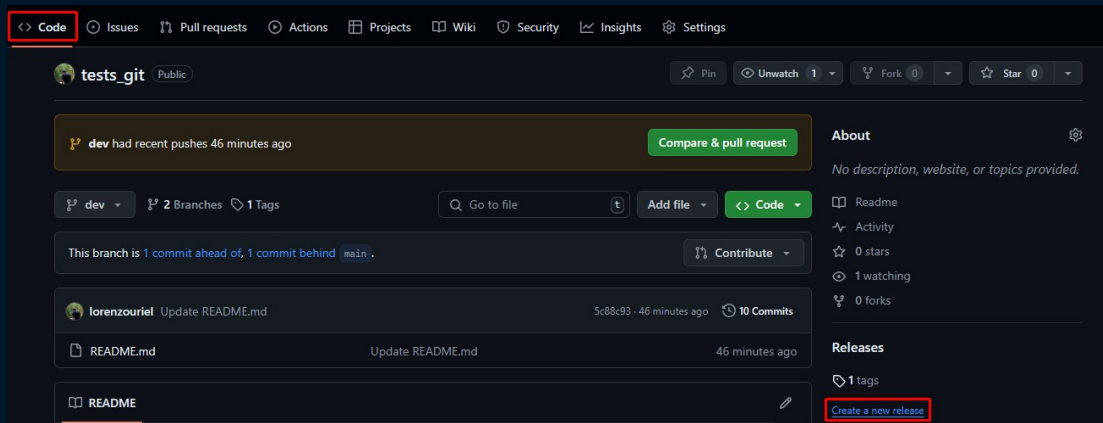 <> Code Issues Pull requests Actions Projects Wiki Security Insights Settings
tests_git Public Pin Unwatch 1 Fork 0 Star 0
dev had recent pushes 46 minutes ago Compare & pull request
dev 2 Branches 1 Tags Go to file t Add file <> Code
This branch is 1 commit ahead of, 1 commit behind main . Contribute
lorenzouriel Update README.md 5c88c93 · 46 minutes ago 10 Commits
README.md Update README.md 46 minutes ago
README
About
No description, website, or topics provided.
Readme
Activity
0 stars
1 watching
0 forks
Releases
1 tags
Create a new release